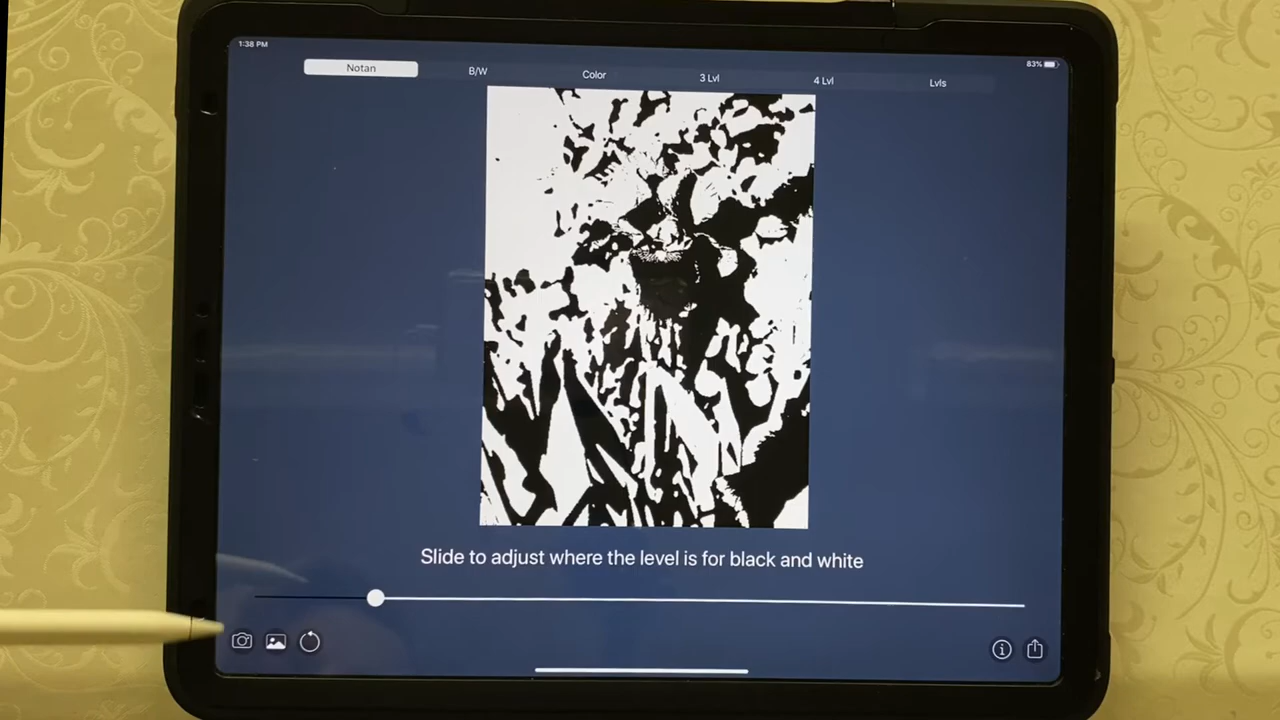 1:38 PM
83%
Notan
B/W
Color
3 Lvl
4 Lvl
Lvls
Slide to adjust where the level is for black and white